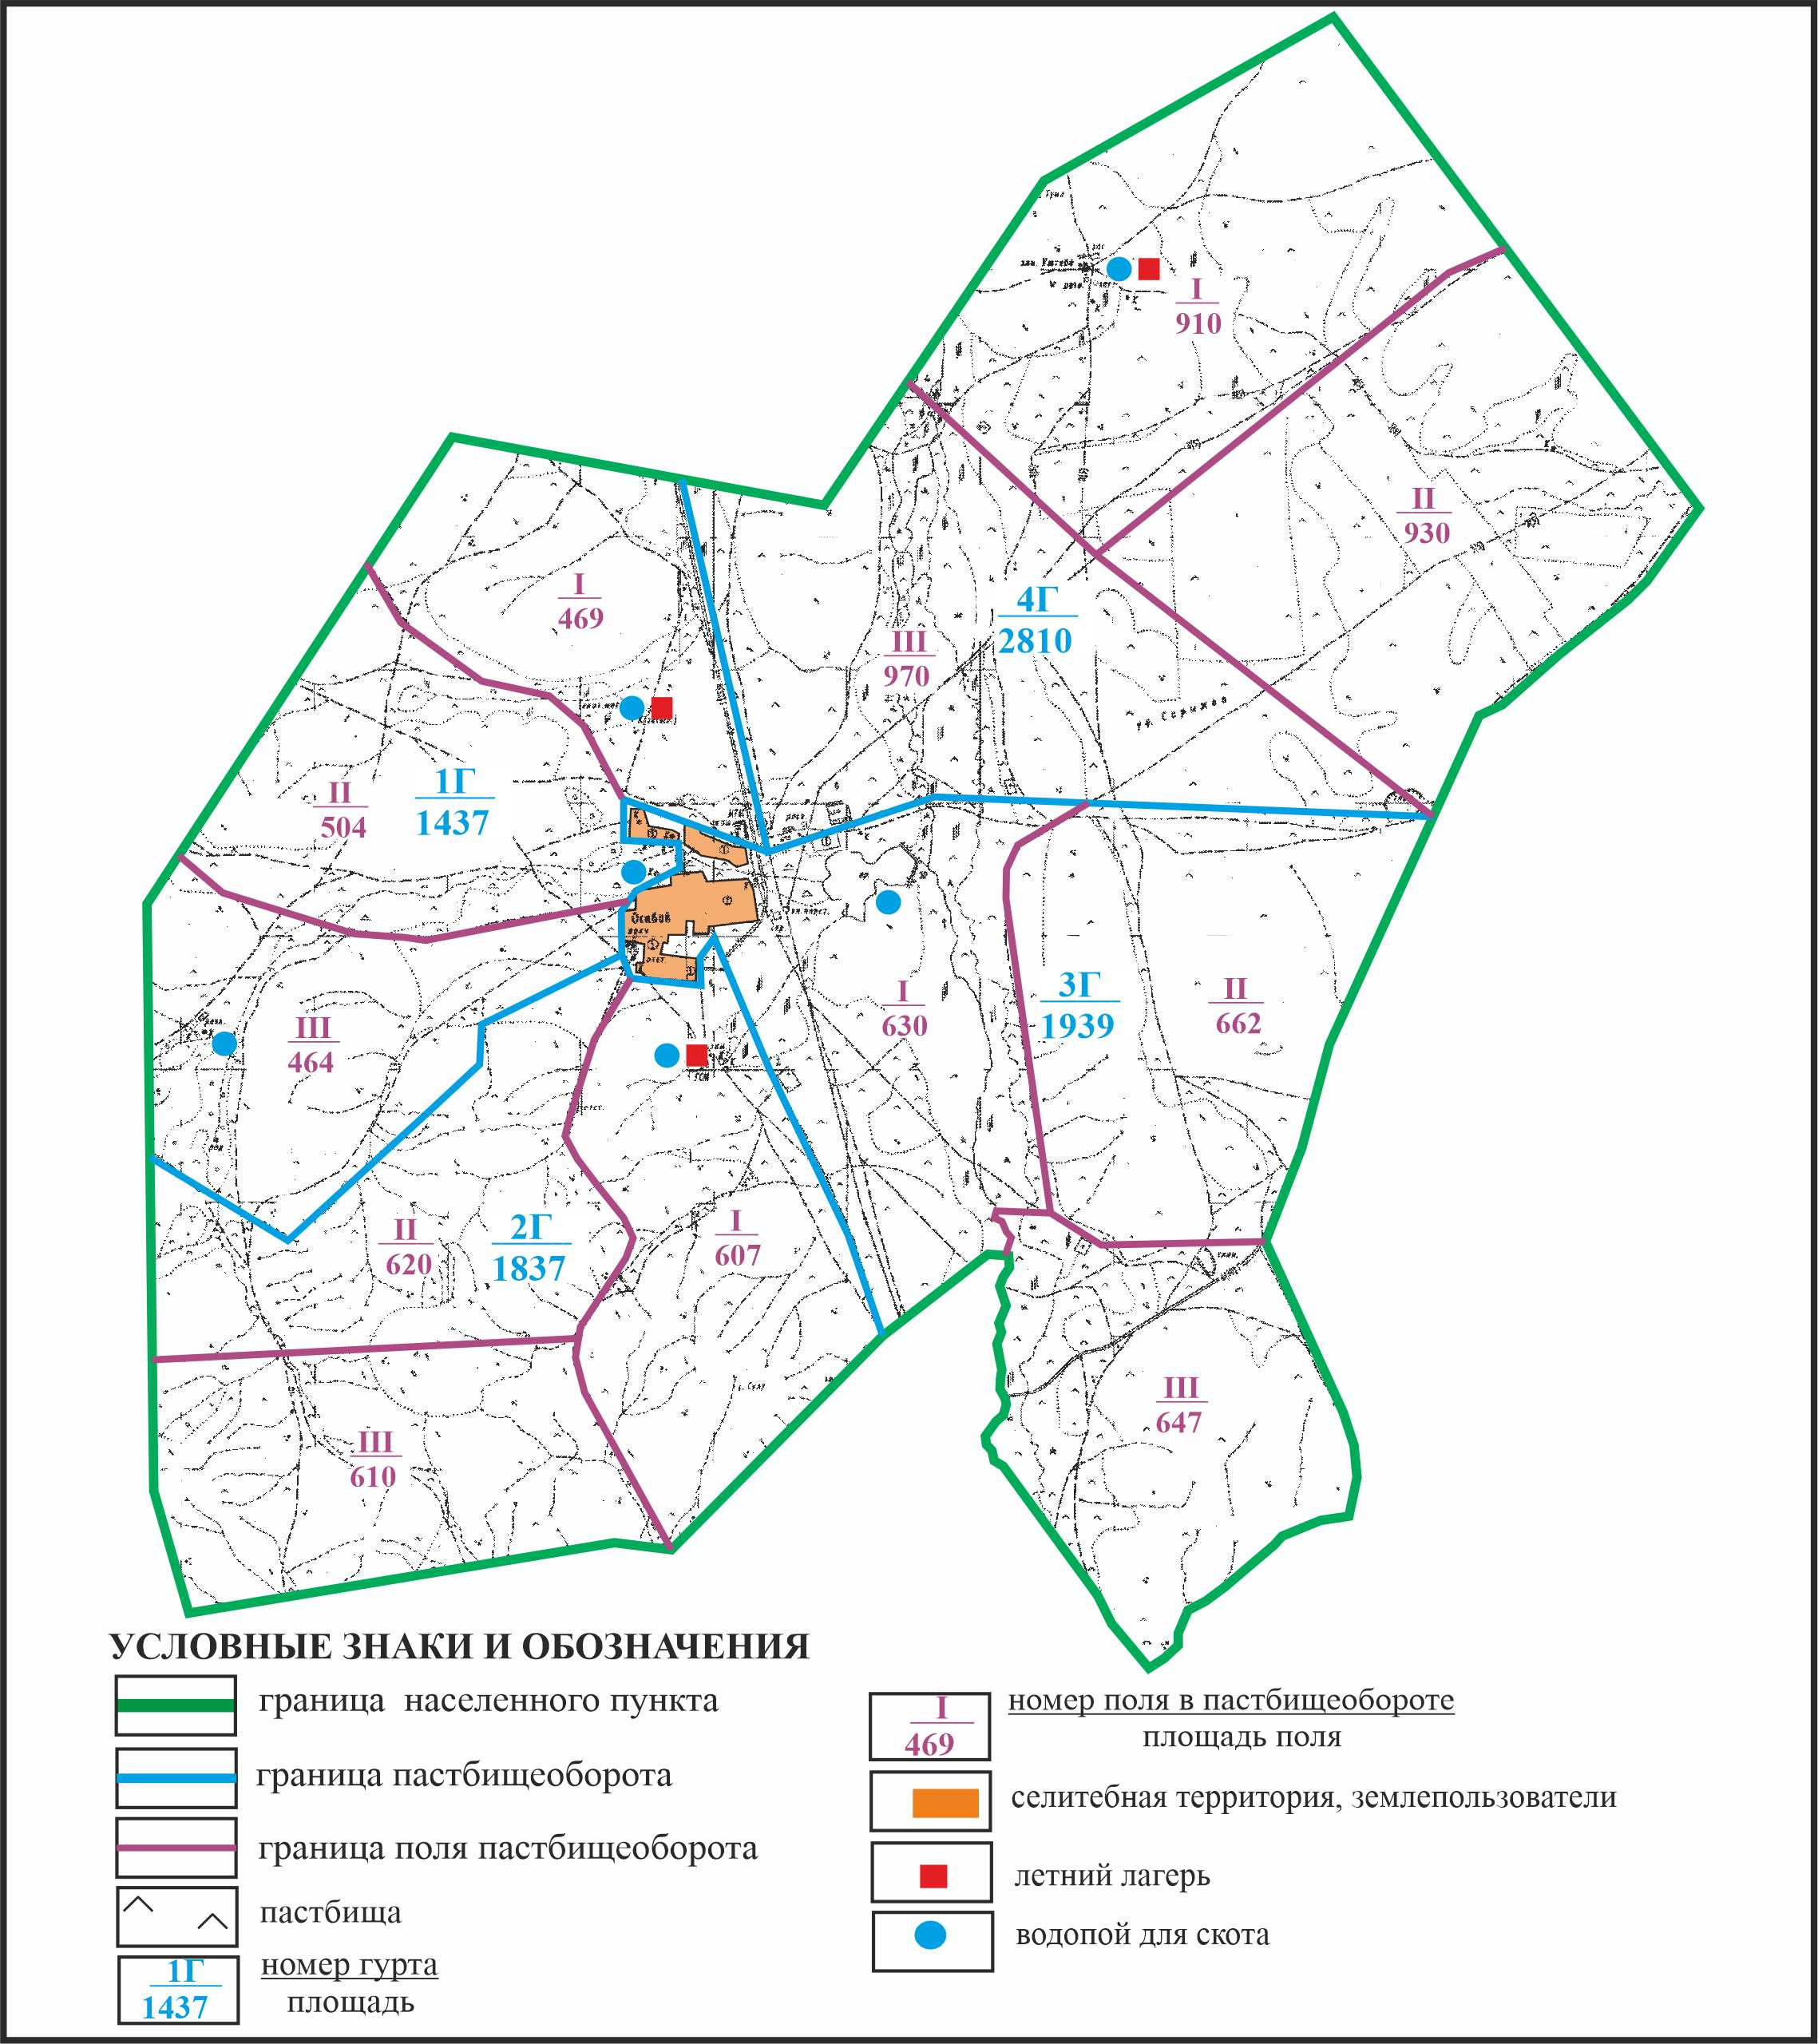 I
910
II
930
I
469
4Г
2810
III
970
II
504
1Г
1437
Осибой
III
464
I
630
3Г
1939
II
662
II
620
2Г
1837
I
607
III
610
III
647
УСЛОВНЫЕ ЗНАКИ И ОБОЗНАЧЕНИЯ
граница населенного пункта
граница пастбищеоборота
граница поля пастбищеоборота
пастбища
1Г
1437
номер гурта
площадь
I
469
номер поля в пастбищеобороте
площадь поля
селитебная территория, землепользователи
летний лагерь
водопой для скота